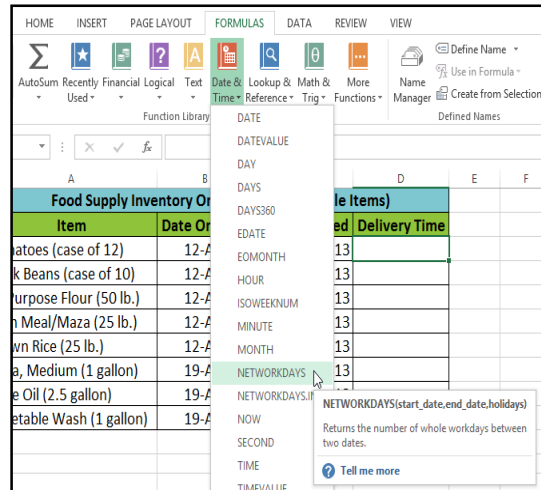 HOME INSERT PAGE LAYOUT FORMULAS DATA REVIEW VIEW
AutoSum Recently Used Financial Logical Text Date & Time Lookup & Reference Math & Trig More Functions Name Manager
Define Name
Use in Formula
Create from Selection
Function Library Defined Names
fx
A B D E F
Food Supply Inventory Or le Items)
Item Date Or ed Delivery Time
atoes (case of 12) 12-A 13
k Beans (case of 10) 12-A 13
Purpose Flour (50 lb.) 12-A 13
n Meal/Maza (25 lb.) 12-A 13
wn Rice (25 lb.) 12-A 13
a, Medium (1 gallon) 19-A 13
e Oil (2.5 gallon) 19-A
etable Wash (1 gallon) 19-A
DATE
DATEVALUE
DAY
DAYS
DAYS360
EDATE
EOMONTH
HOUR
ISOWEEKNUM
MINUTE
MONTH
NETWORKDAYS
NETWORKDAYS.IN
NOW
SECOND
TIME
TIMEVALUE
NETWORKDAYS(start_date,end_date,holidays)
Returns the number of whole workdays between
two dates.
Tell me more